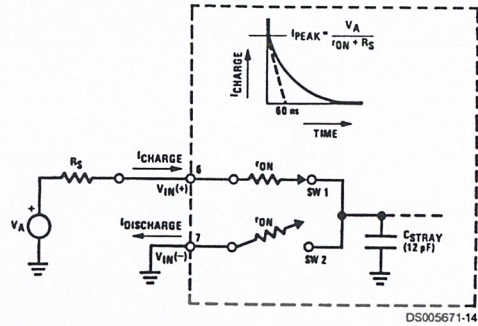 IPEAK = VA / rON + RS
ICHARGE
60 ns
TIME
RS
ICHARGE
6
rON
VIN(+)
SW 1
+
VA
IDISCHARGE
7
rON
VIN(−)
SW 2
CSTRAY
(12 pF)
DS005671-14